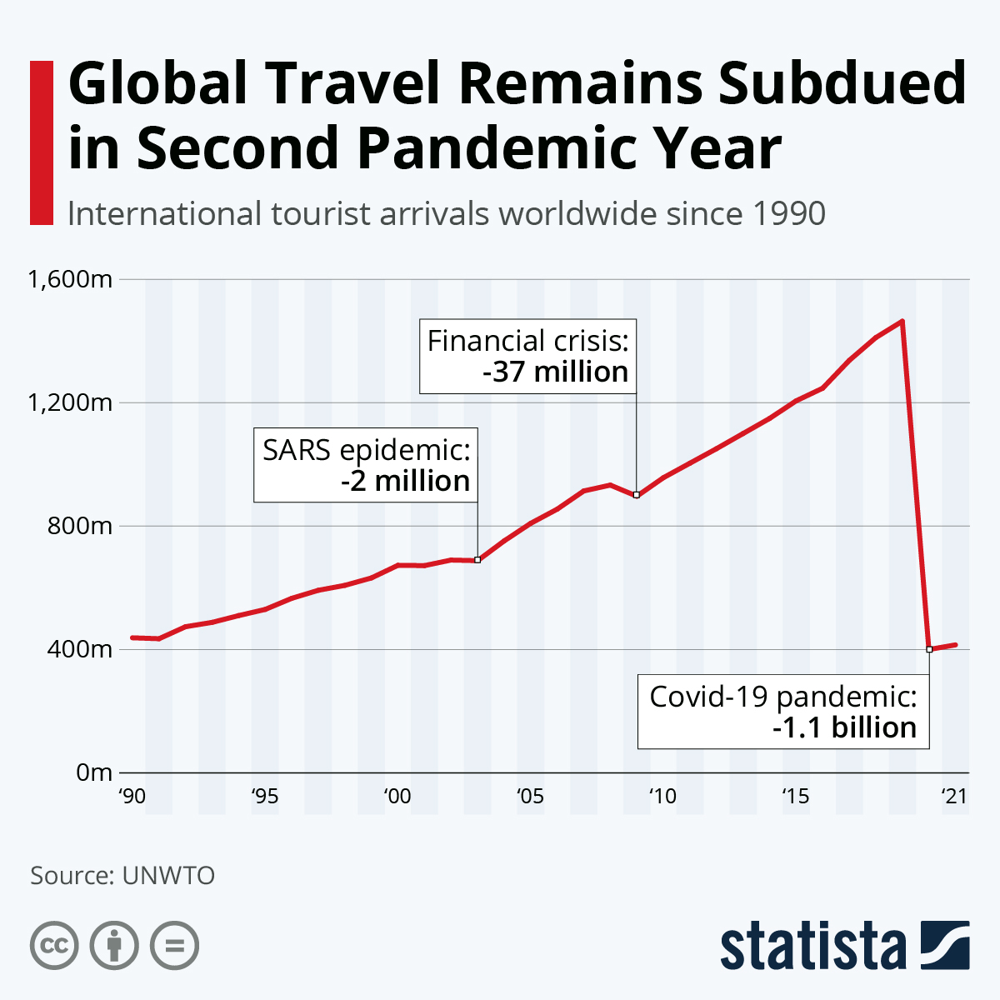 Global Travel Remains Subdued
in Second Pandemic Year
International tourist arrivals worldwide since 1990
1,600m
1,200m
800m
400m
0m
Financial crisis:
-37 million
SARS epidemic:
-2 million
Covid-19 pandemic:
-1.1 billion
‘90
‘95
‘00
‘05
‘10
‘15
‘21
Source: UNWTO
cc
statista